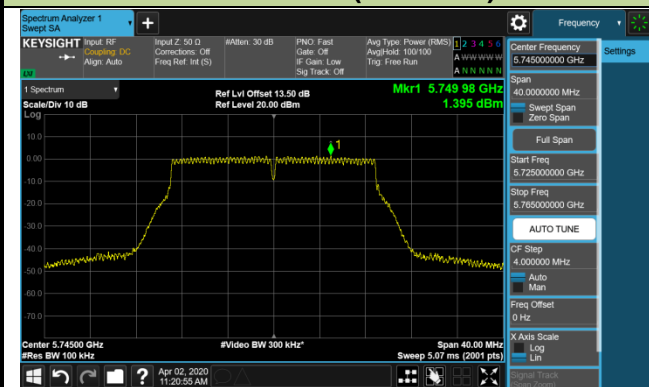 Spectrum Analyzer 1
Swept SA
Frequency
KEYSIGHT
Input: RF
Coupling: DC
Align: Auto
Input Z: 50 Ω
Corrections: Off
Freq Ref: Int (S)
#Atten: 30 dB
PNO: Fast
Gate: Off
IF Gain: Low
Sig Track: Off
Avg Type: Power (RMS)
Avg|Hold: 100/100
Trig: Free Run
1 2 3 4 5 6
A W W W W W
A N N N N N
LXI
Center Frequency
5.745000000 GHz
Settings
Span
40.0000000 MHz
Swept Span
Zero Span
Full Span
Start Freq
5.725000000 GHz
Stop Freq
5.765000000 GHz
AUTO TUNE
CF Step
4.000000 MHz
Auto
Man
Freq Offset
0 Hz
X Axis Scale
Log
Lin
Signal Track
(Span Zoom)
1 Spectrum
Scale/Div 10 dB
Log
Ref Lvl Offset 13.50 dB
Ref Level 20.00 dBm
Mkr1 5.749 98 GHz
1.395 dBm
1
10.0
0.00
-10.0
-20.0
-30.0
-40.0
-50.0
-60.0
-70.0
Center 5.74500 GHz
#Res BW 100 kHz
#Video BW 300 kHz*
Span 40.00 MHz
Sweep 5.07 ms (2001 pts)
Apr 02, 2020
11:20:55 AM